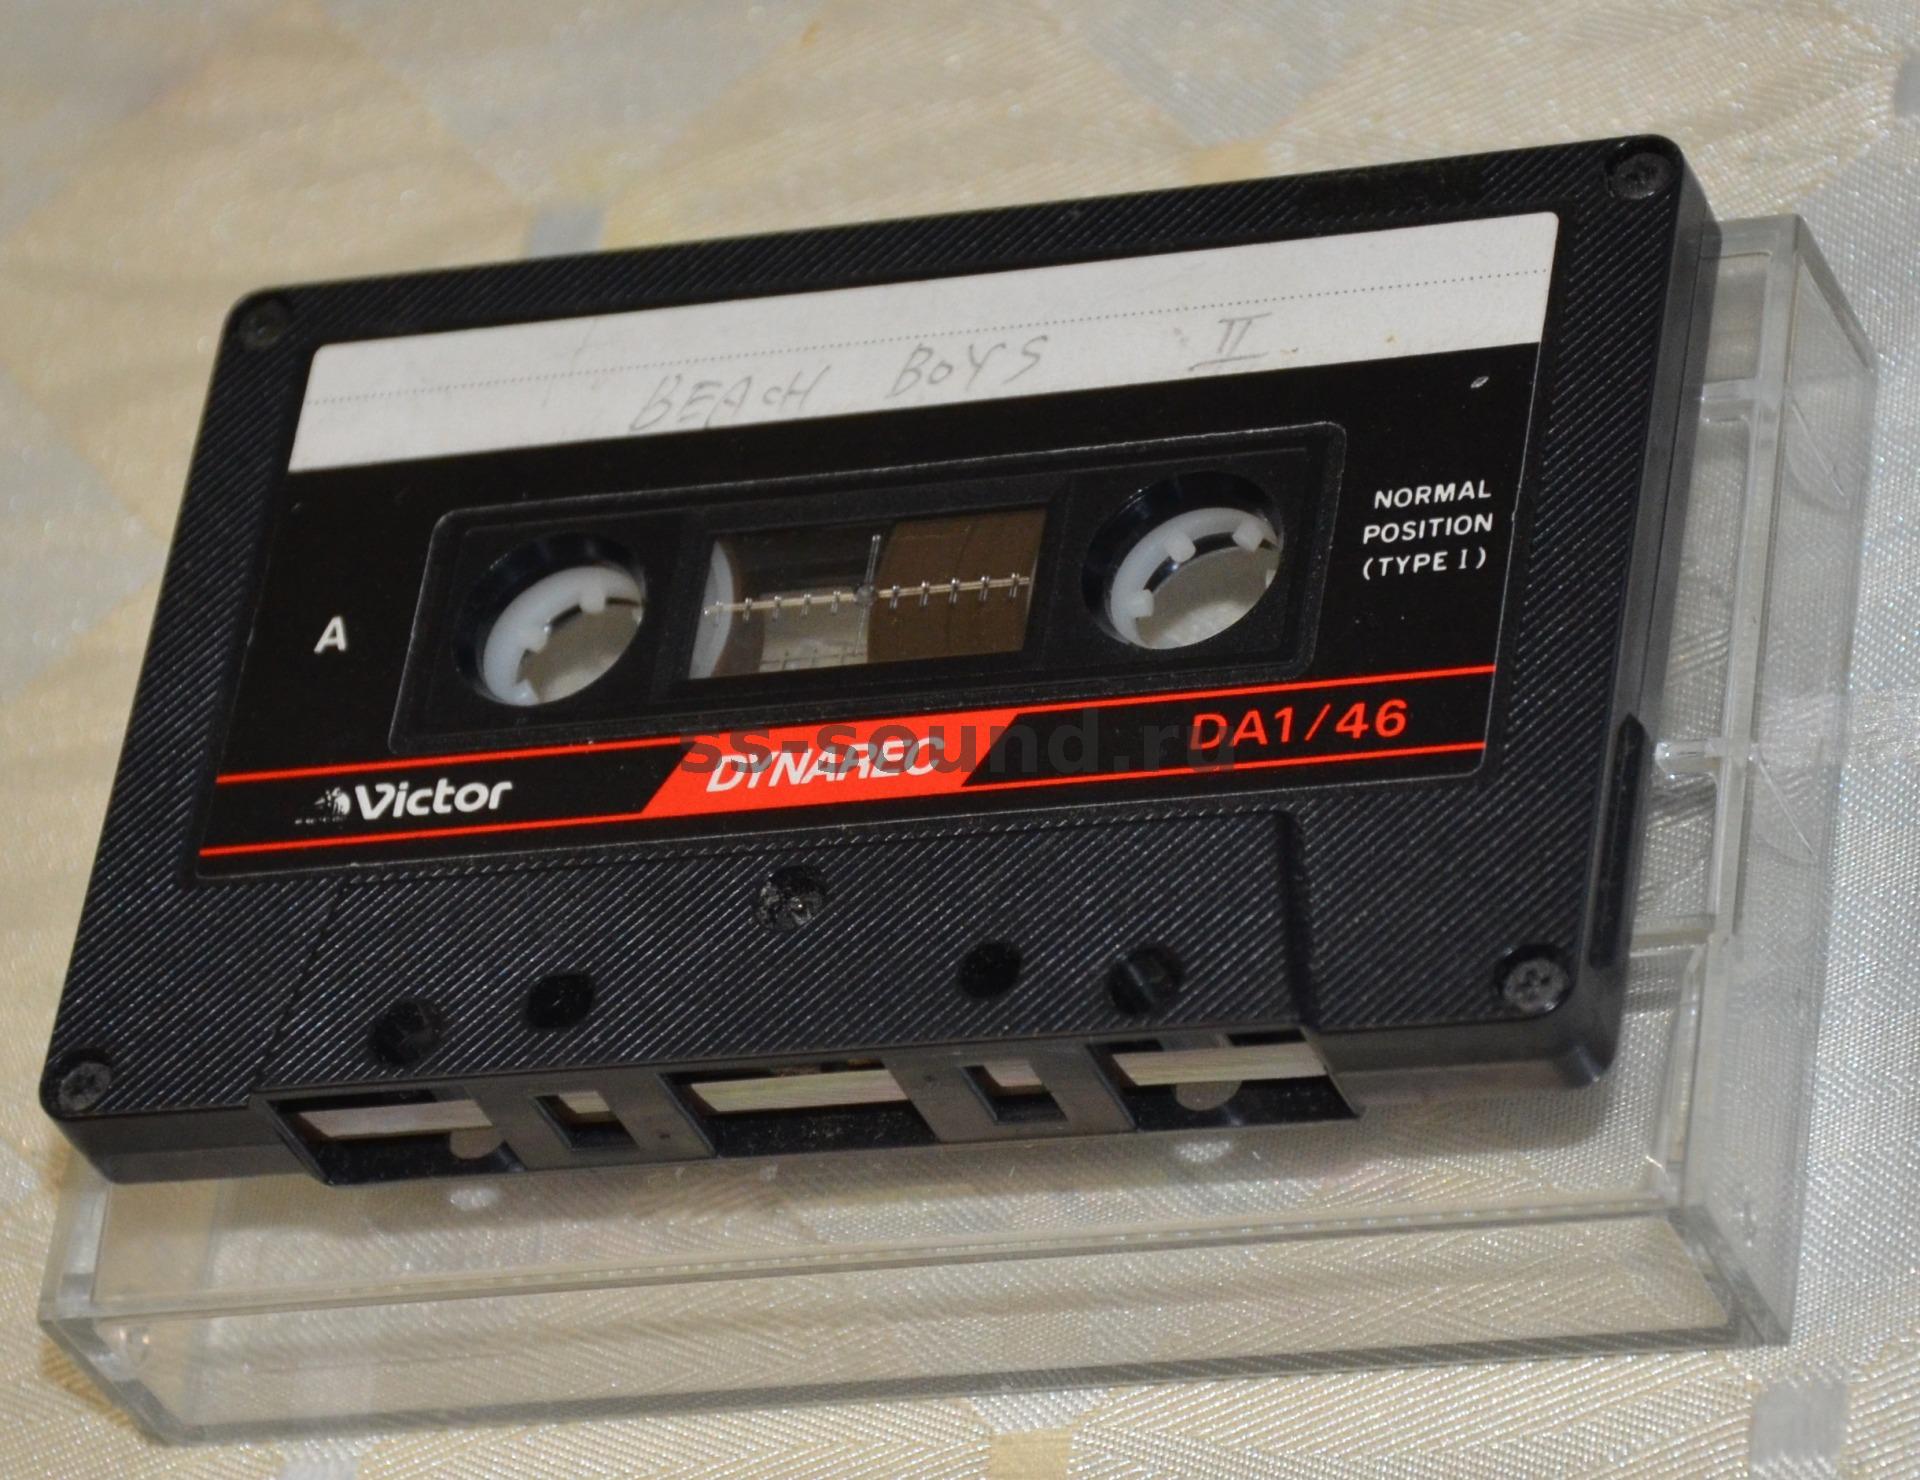 BEACH BOYS II
NORMAL
POSITION
(TYPE I)
A
DA1/46
DYNAREC
Victor
ss-sound.ru